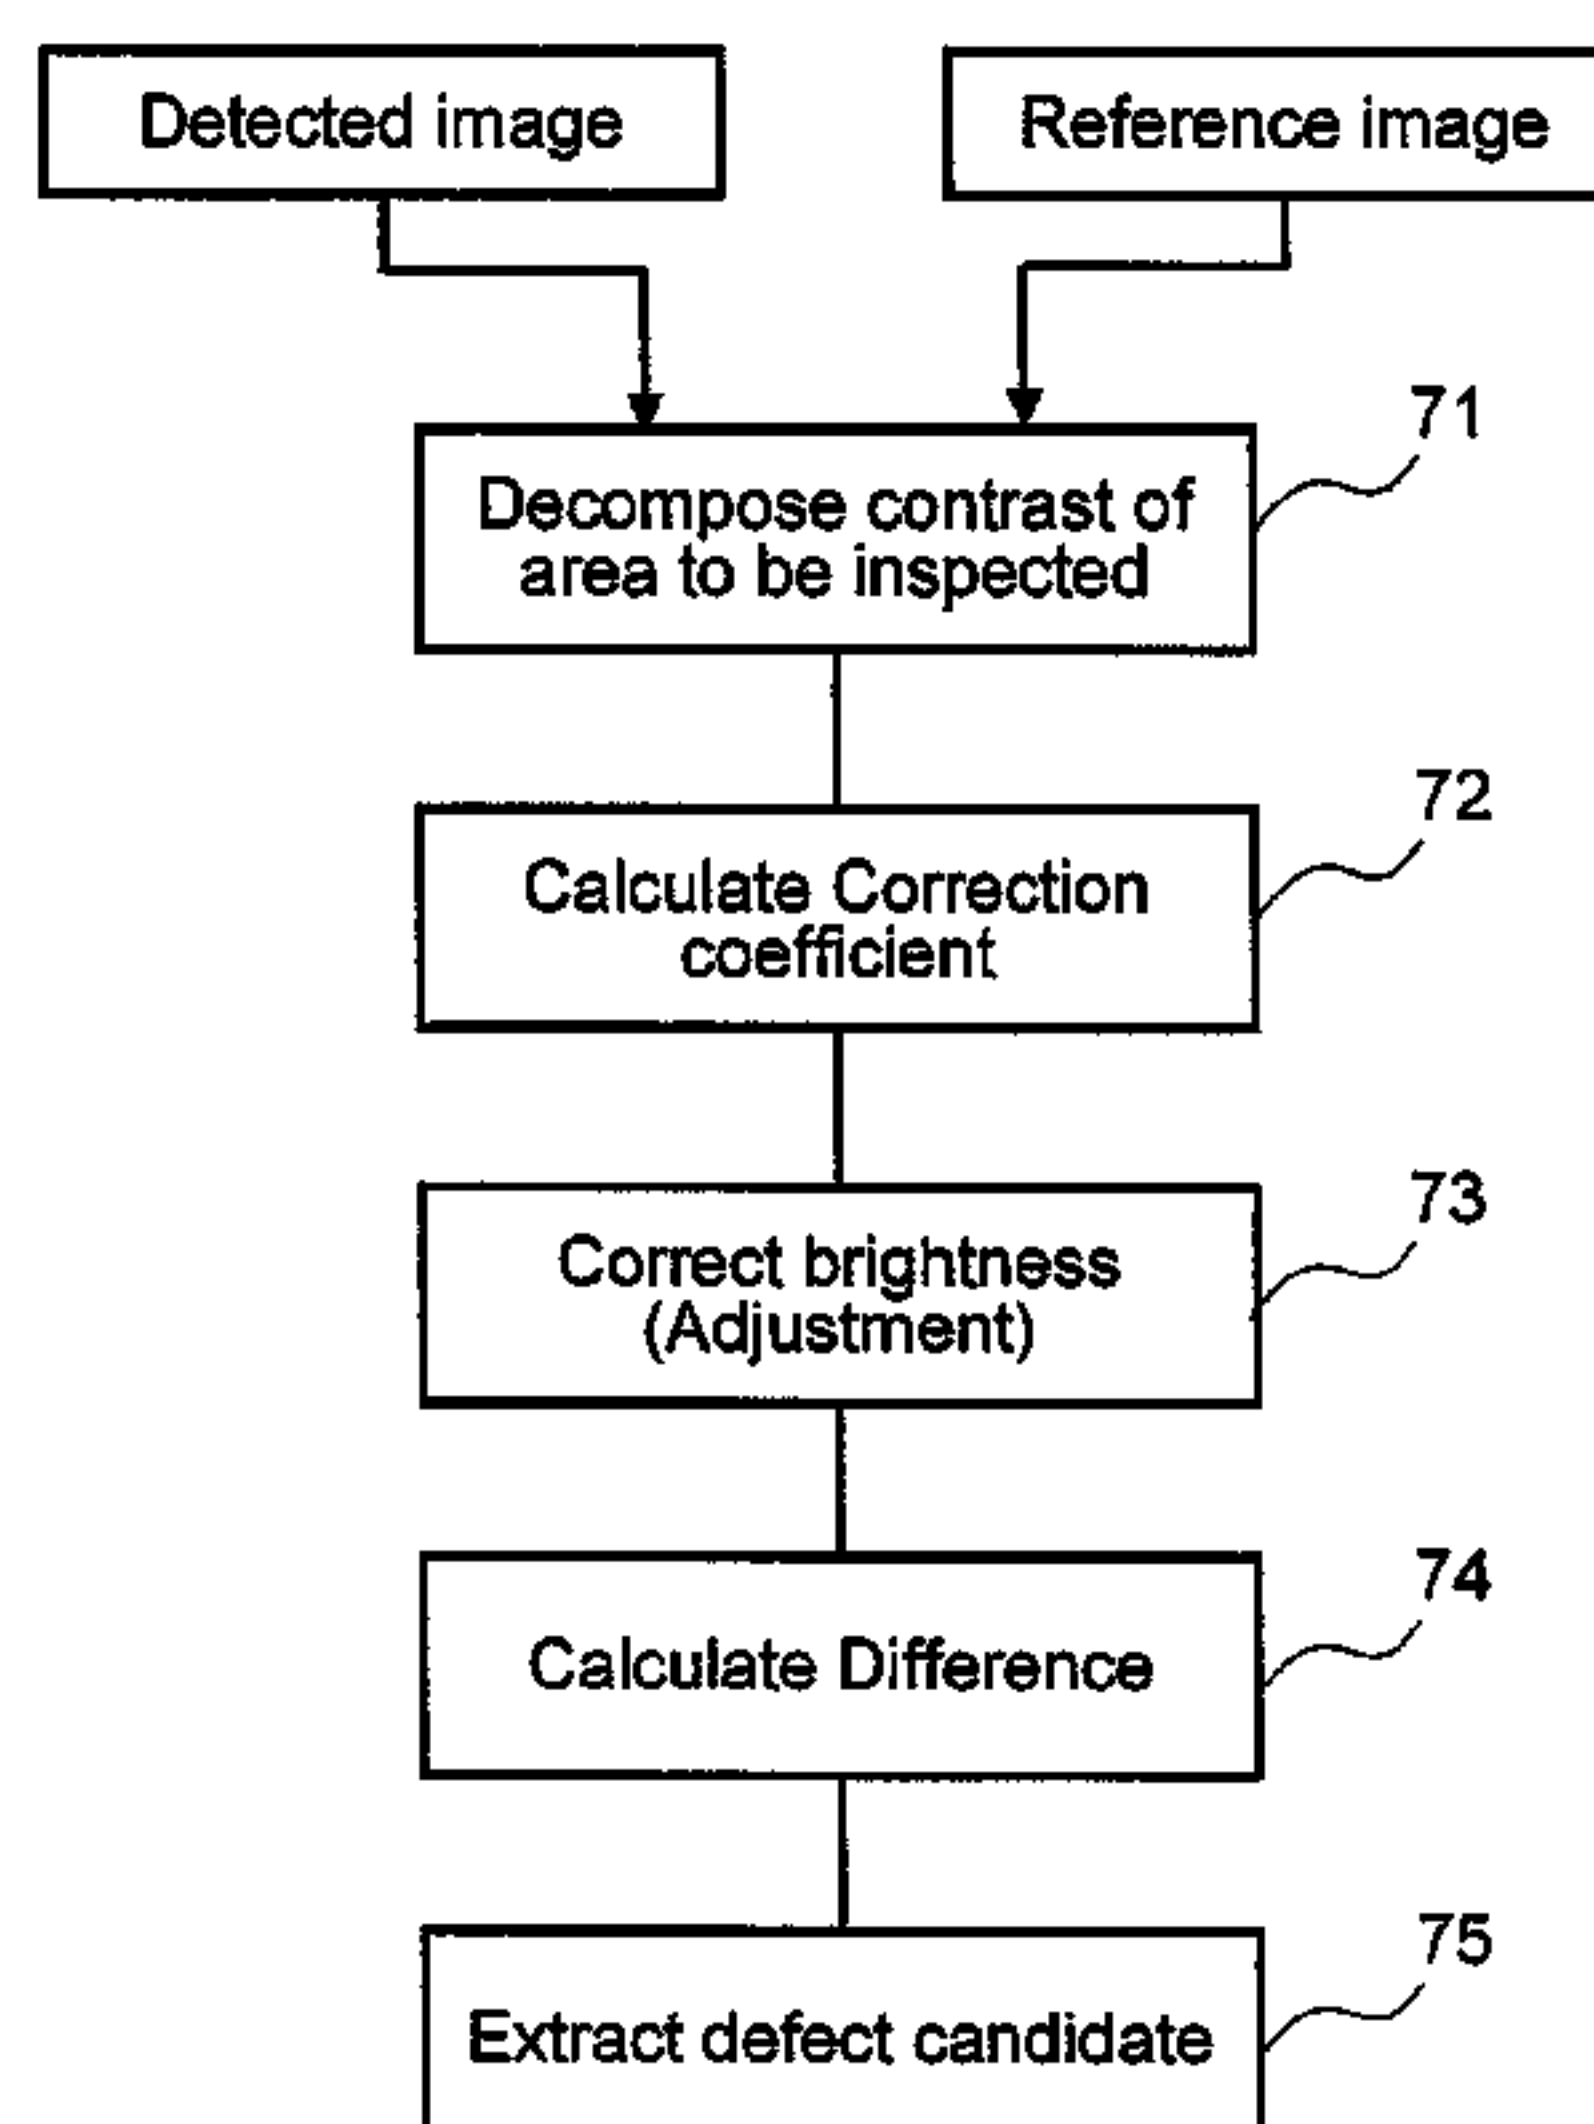 Detected image
Reference image
71
Decompose contrast of
area to be inspected
72
Calculate Correction
coefficient
73
Correct brightness
(Adjustment)
74
Calculate Difference
75
Extract defect candidate